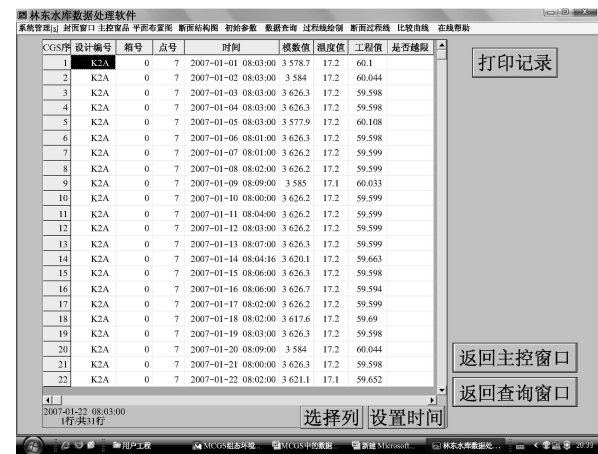 林东水库数据处理软件
系统管理[s] 封面窗口 主控窗品 平面布置图 断面结构图 初始参数 数据查询 过程线绘制 断面过程线 比较曲线 在线帮助
CGS序 设计编号 箱号 点号 时间 模数值 温度值 工程值 是否越限
1 K2A 0 7 2007-01-01 08:03:00 3 578.7 17.2 60.1
2 K2A 0 7 2007-01-02 08:03:00 3 584 17.2 60.044
3 K2A 0 7 2007-01-03 08:03:00 3 626.3 17.2 59.598
4 K2A 0 7 2007-01-04 08:03:00 3 626.3 17.2 59.598
5 K2A 0 7 2007-01-05 08:03:00 3 577.9 17.2 60.108
6 K2A 0 7 2007-01-06 08:01:00 3 626.3 17.2 59.598
7 K2A 0 7 2007-01-07 08:01:00 3 626.2 17.2 59.599
8 K2A 0 7 2007-01-08 08:02:00 3 626.2 17.2 59.599
9 K2A 0 7 2007-01-09 08:09:00 3 585 17.1 60.033
10 K2A 0 7 2007-01-10 08:00:00 3 626.2 17.2 59.599
11 K2A 0 7 2007-01-11 08:04:00 3 626.2 17.2 59.599
12 K2A 0 7 2007-01-12 08:03:00 3 626.2 17.2 59.599
13 K2A 0 7 2007-01-13 08:07:00 3 626.3 17.2 59.599
14 K2A 0 7 2007-01-14 08:04:16 3 620.1 17.2 59.663
15 K2A 0 7 2007-01-15 08:06:00 3 626.3 17.2 59.598
16 K2A 0 7 2007-01-16 08:06:00 3 626.7 17.2 59.594
17 K2A 0 7 2007-01-17 08:02:00 3 626.2 17.2 59.599
18 K2A 0 7 2007-01-18 08:02:00 3 617.6 17.2 59.69
19 K2A 0 7 2007-01-19 08:03:00 3 626.3 17.2 59.598
20 K2A 0 7 2007-01-20 08:09:00 3 584 17.2 60.044
21 K2A 0 7 2007-01-21 08:00:00 3 626.3 17.2 59.598
22 K2A 0 7 2007-01-22 08:02:00 3 621.1 17.1 59.652
打印记录
返回主控窗口
返回查询窗口
2007-01-22 08:03:00
1行/共31行
选择列 设置时间
用户工程 MCGS组态环境... MCGS中的数据... 新建 Microsoft... 林东水库数据处... 20:33